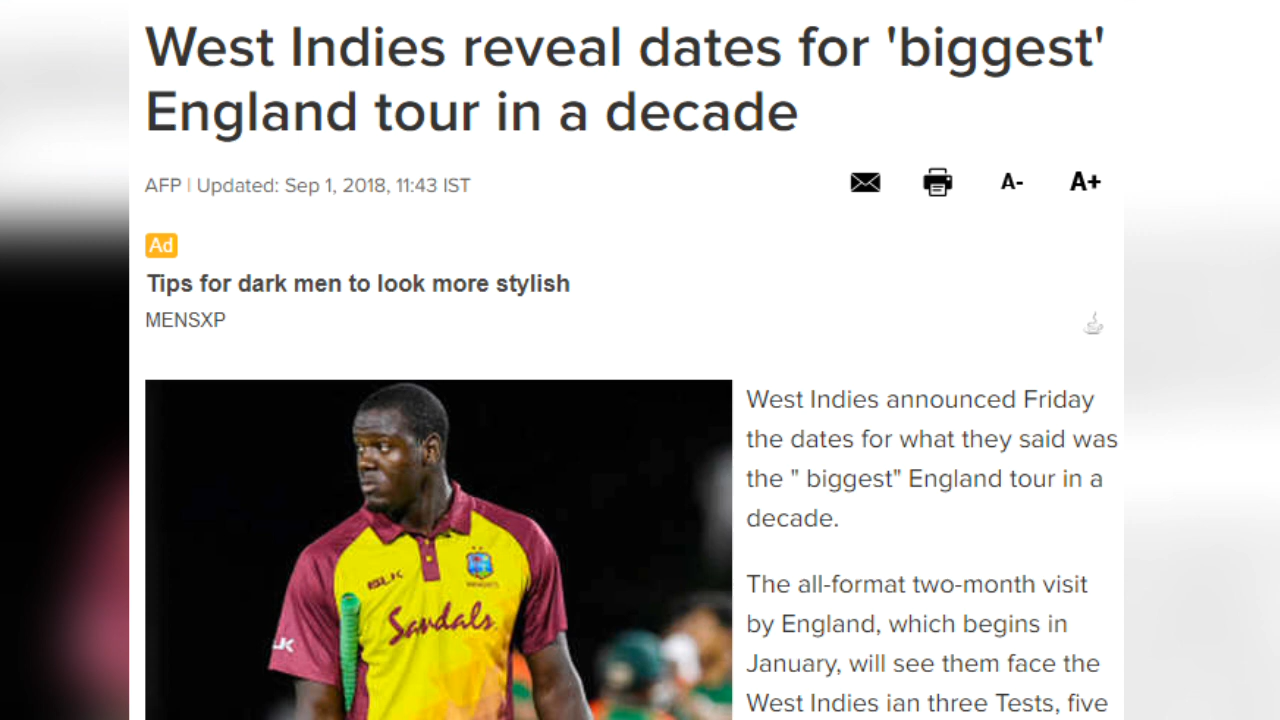 West Indies reveal dates for 'biggest'
England tour in a decade
AFP | Updated: Sep 1, 2018, 11:43 IST
A- A+
Ad
Tips for dark men to look more stylish
MENSXP
West Indies announced Friday
the dates for what they said was
the " biggest" England tour in a
decade.
The all-format two-month visit
by England, which begins in
January, will see them face the
West Indies ian three Tests, five
BLK
Sandals
LK